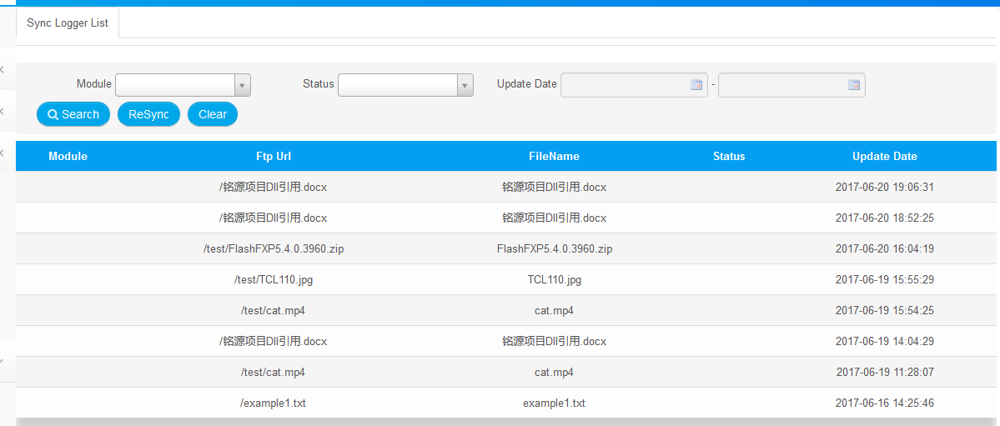 Sync Logger List
Module Status Update Date -
Search ReSync Clear
Module Ftp Url FileName Status Update Date
/铭源项目Dll引用.docx 铭源项目Dll引用.docx 2017-06-20 19:06:31
/铭源项目Dll引用.docx 铭源项目Dll引用.docx 2017-06-20 18:52:25
/test/FlashFXP5.4.0.3960.zip FlashFXP5.4.0.3960.zip 2017-06-20 16:04:19
/test/TCL110.jpg TCL110.jpg 2017-06-19 15:55:29
/test/cat.mp4 cat.mp4 2017-06-19 15:54:25
/铭源项目Dll引用.docx 铭源项目Dll引用.docx 2017-06-19 14:04:29
/test/cat.mp4 cat.mp4 2017-06-19 11:28:07
/example1.txt example1.txt 2017-06-16 14:25:46